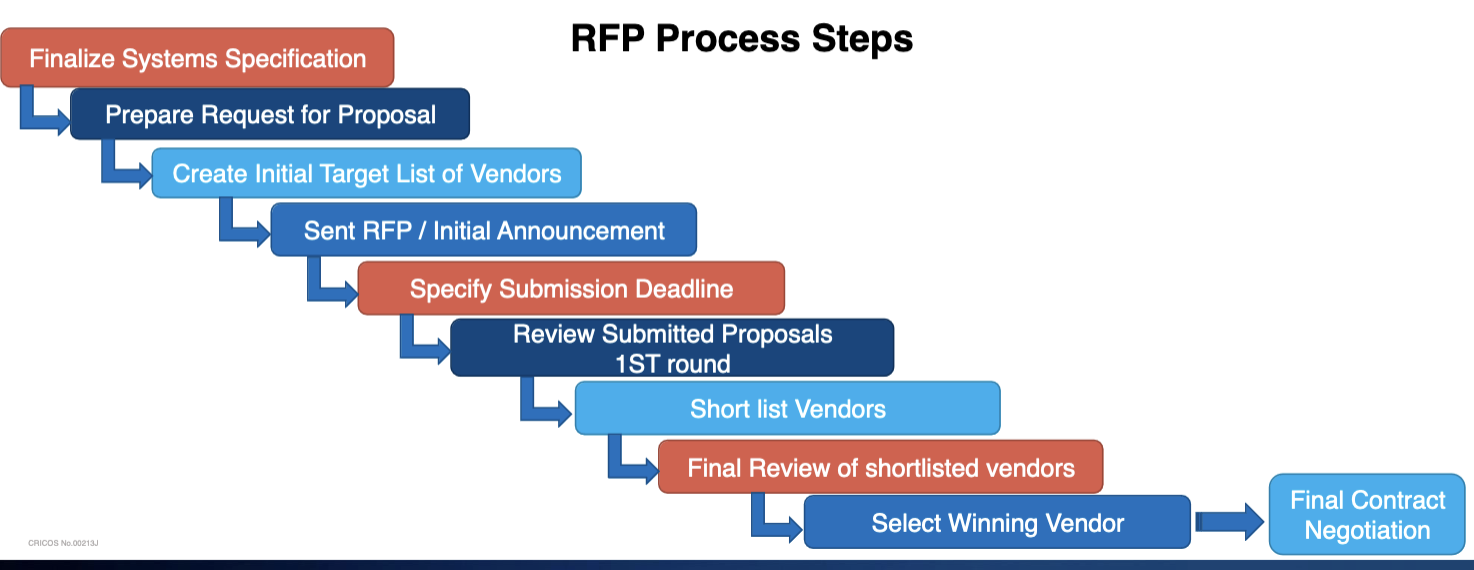 RFP Process Steps
Finalize Systems Specification
Prepare Request for Proposal
Create Initial Target List of Vendors
Sent RFP / Initial Announcement
Specify Submission Deadline
Review Submitted Proposals
1ST round
Short list Vendors
Final Review of shortlisted vendors
Select Winning Vendor
Final Contract
Negotiation
CRICOS No.00213J